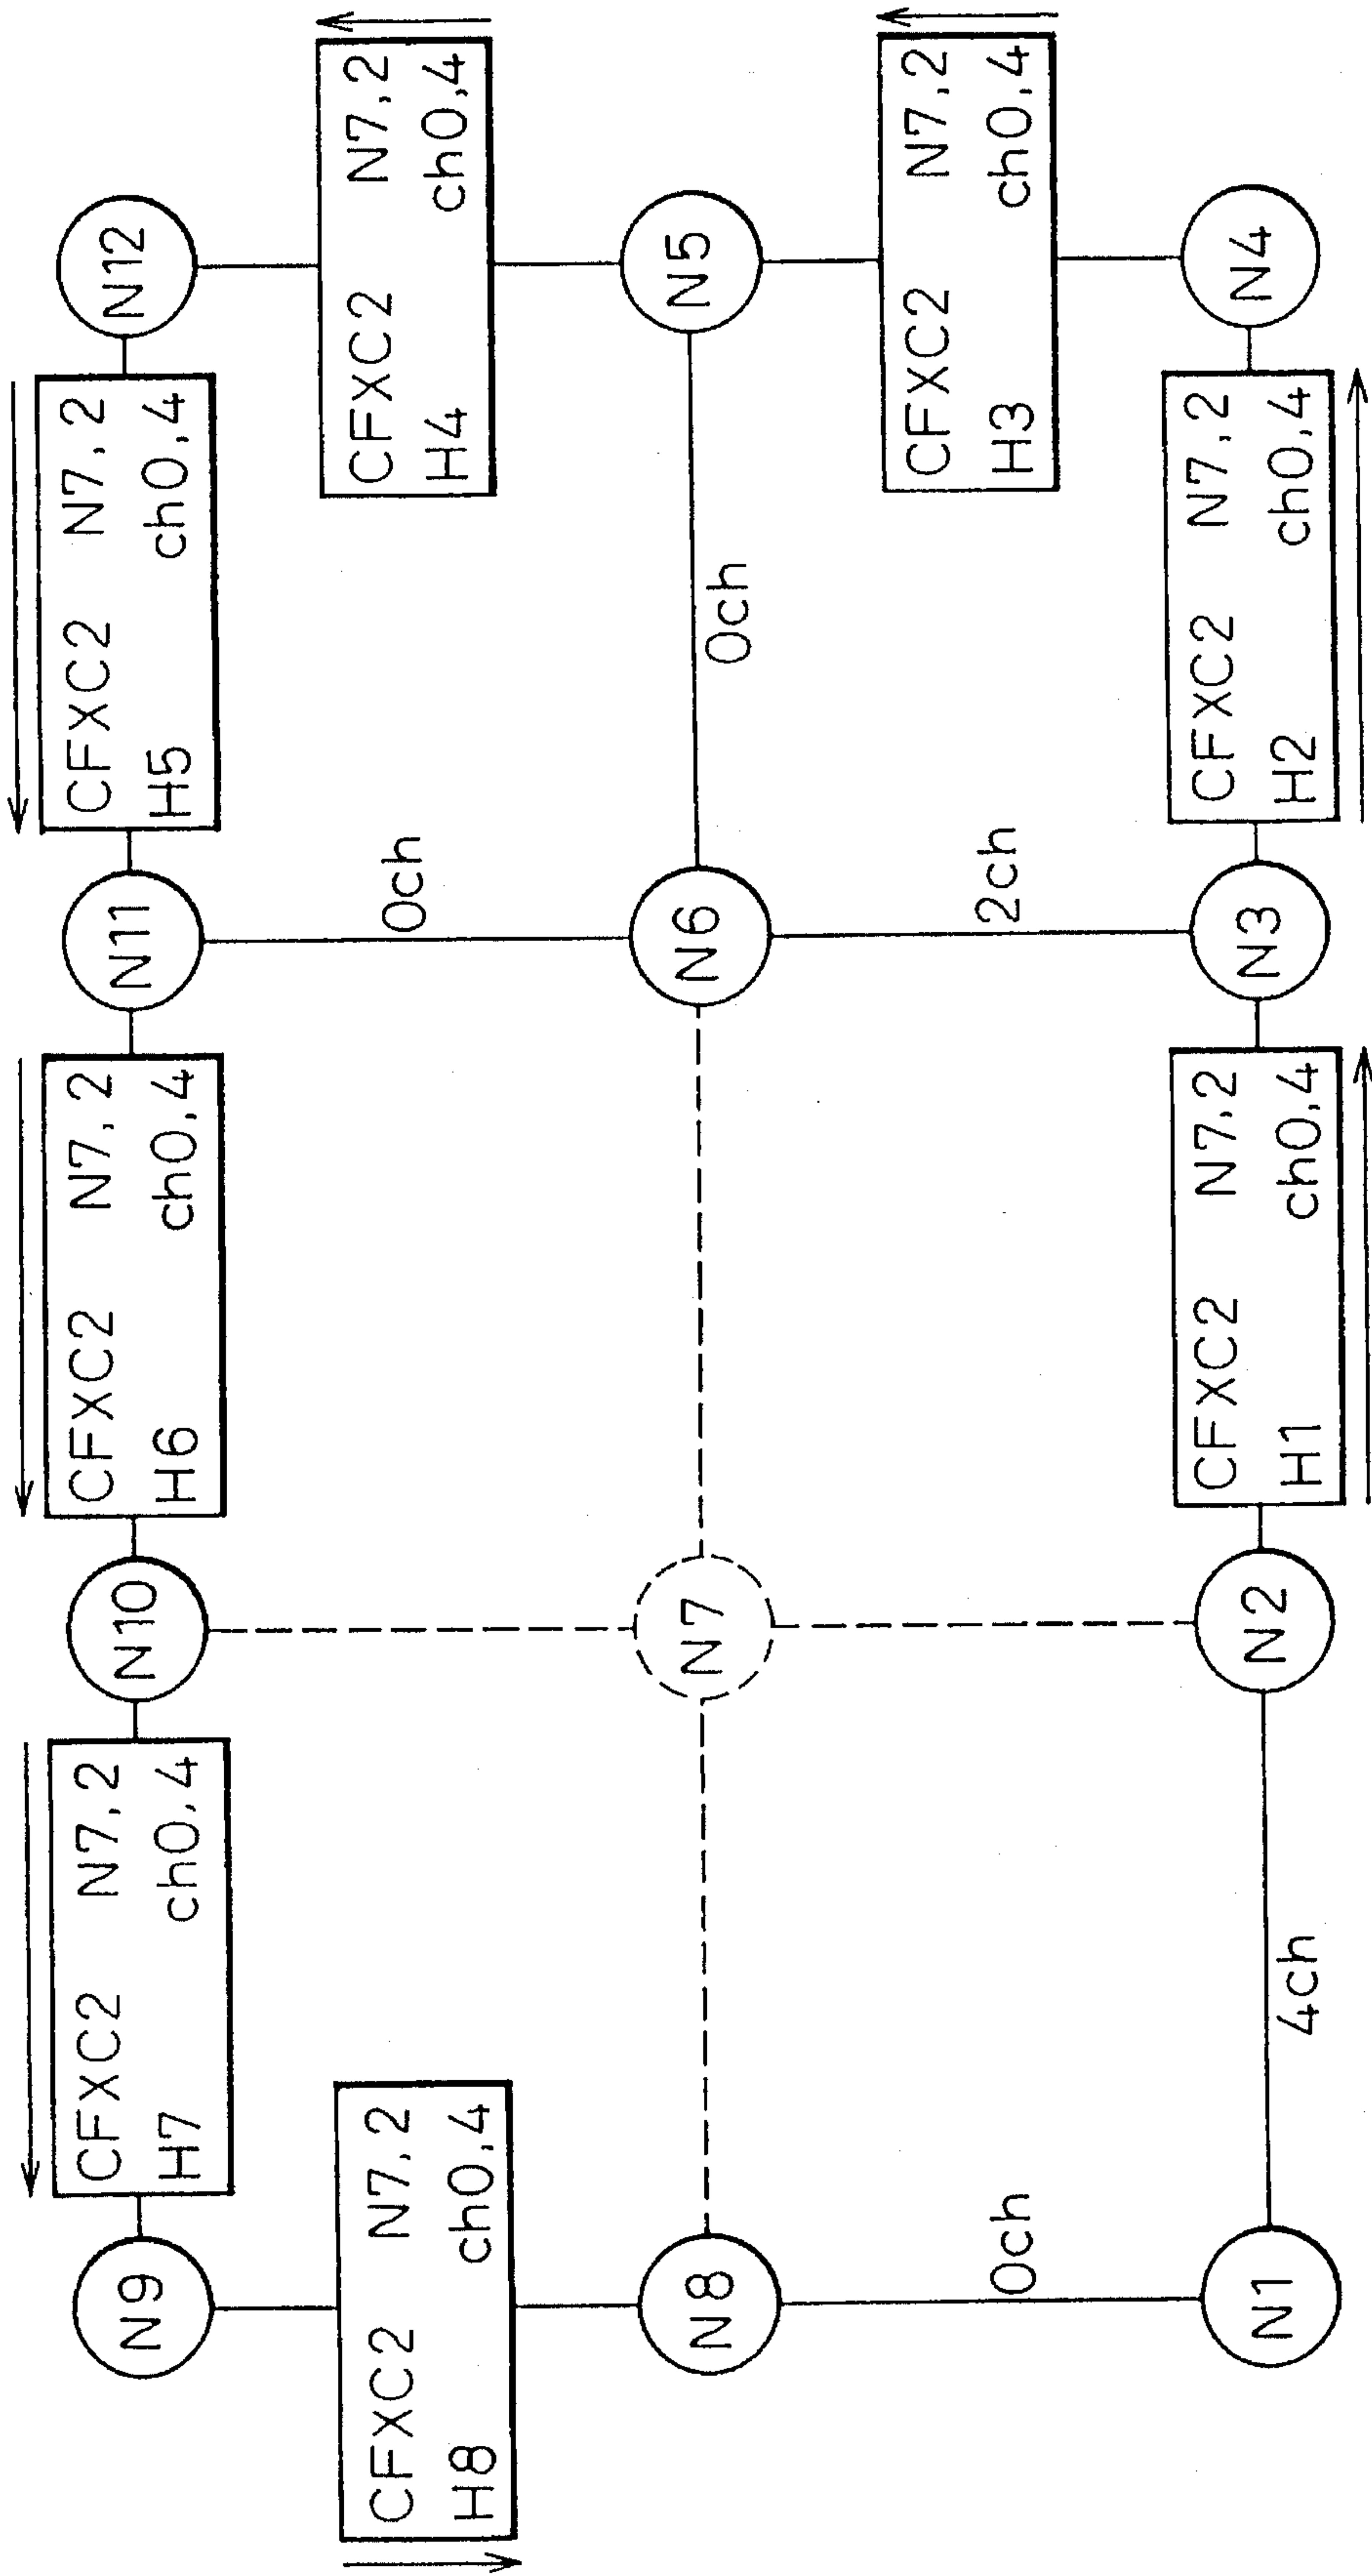 N9
CFXC2 N7,2
H7 ch0,4
N10
CFXC2 N7,2
H6 ch0,4
N11
CFXC2 N7,2
H5 ch0,4
N12
CFXC2 N7,2
H8 ch0,4
0ch
CFXC2 N7,2
H4 ch0,4
N8
N7
N6
0ch
N5
0ch
2ch
CFXC2 N7,2
H3 ch0,4
N1
4ch
N2
CFXC2 N7,2
H1 ch0,4
N3
CFXC2 N7,2
H2 ch0,4
N4